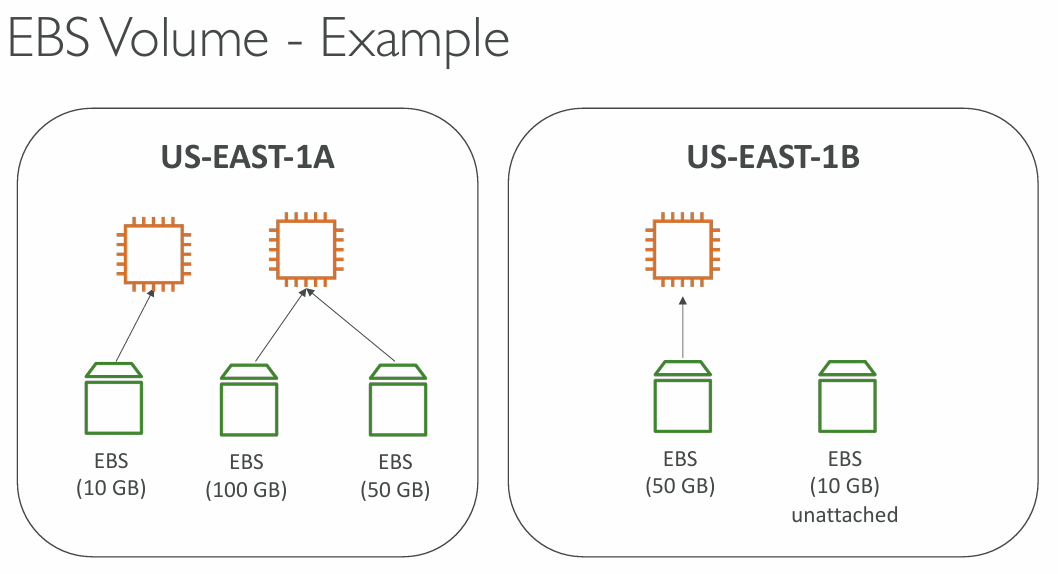 EBS Volume - Example
US-EAST-1A
EBS
(10 GB)
EBS
(100 GB)
EBS
(50 GB)
US-EAST-1B
EBS
(50 GB)
EBS
(10 GB)
unattached